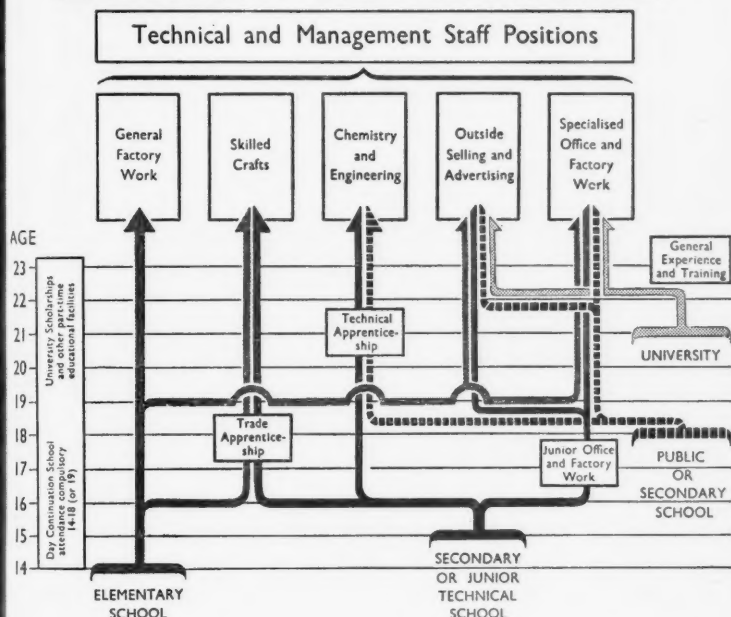 Technical and Management Staff Positions
General
Factory
Work
Skilled
Crafts
Chemistry
and
Engineering
Outside
Selling and
Advertising
Specialised
Office and
Factory
Work
AGE
23
22
21
20
19
18
17
16
15
14
University Scholarships
and other part-time
educational facilities
Day Continuation School
attendance compulsory
14-18 (or 19)
General
Experience
and Training
Technical
Apprentice-
ship
UNIVERSITY
Trade
Apprentice-
ship
Junior Office
and Factory
Work
PUBLIC
OR
SECONDARY
SCHOOL
ELEMENTARY
SCHOOL
SECONDARY
OR JUNIOR
TECHNICAL
SCHOOL